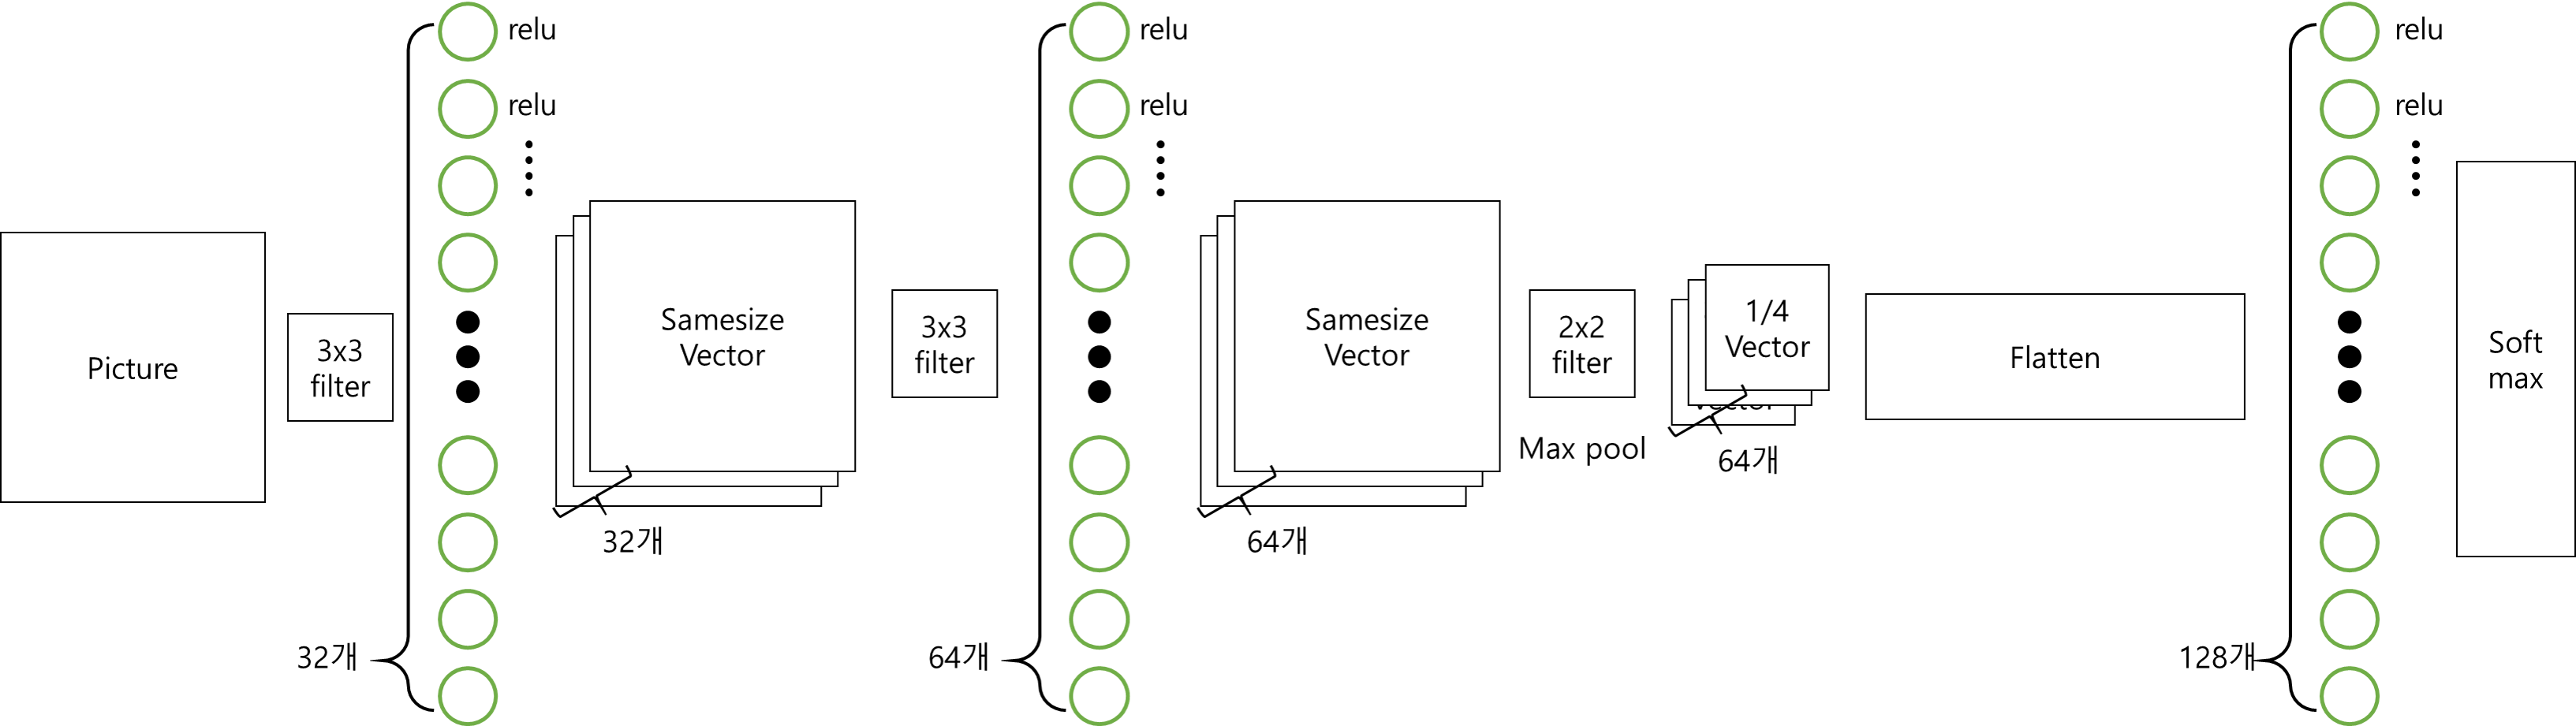 Picture
3x3
filter
32개
relu
relu
Samesize
Vector
32개
3x3
filter
64개
relu
relu
Samesize
Vector
64개
2x2
filter
Max pool
1/4
Vector
64개
Flatten
128개
relu
relu
Soft
max